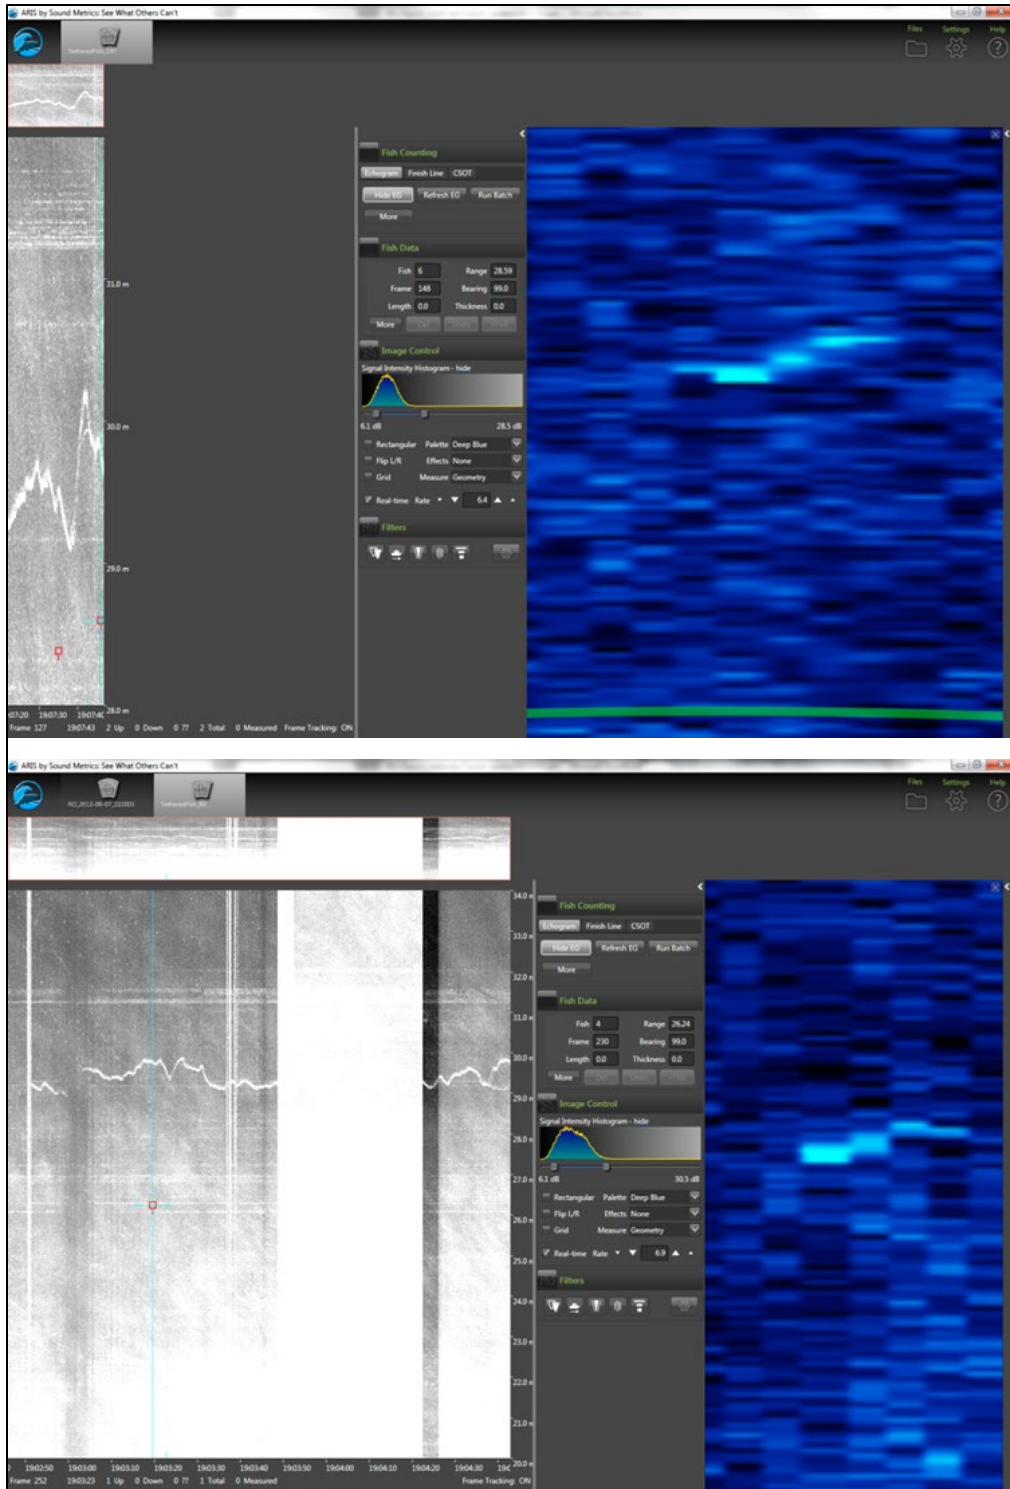 ARIS by Sound Metrics: See What Others Can't
Files Settings Help
Fish Counting
Echogram Finish Line CSOT
Hide EG Refresh EG Run Batch
More
Fish Data
Fish 6 Range 28.59
Frame 148 Bearing 99.0
Length 0.0 Thickness 0.0
More Del Undo
Image Control
Signal Intensity Histogram - hide
6.1 dB 28.5 dB
Rectangular Palette Deep Blue
Flip L/R Effects None
Grid Measure Geometry
Real-time Rate 6.4
Filters
31.0 m
30.0 m
29.0 m
28.0 m
07:20 19:07:30 19:07:40
Frame 127 19:07:43 2 Up 0 Down 0 ?? 2 Total 0 Measured Frame Tracking: ON
ARIS by Sound Metrics: See What Others Can't
Files Settings Help
34.0 m
33.0 m
32.0 m
31.0 m
30.0 m
29.0 m
28.0 m
27.0 m
26.0 m
25.0 m
24.0 m
23.0 m
22.0 m
21.0 m
20.0 m
Fish Counting
Echogram Finish Line CSOT
Hide EG Refresh EG Run Batch
More
Fish Data
Fish 4 Range 26.24
Frame 230 Bearing 99.0
Length 0.0 Thickness 0.0
More Del Undo
Image Control
Signal Intensity Histogram - hide
6.1 dB 30.5 dB
Rectangular Palette Deep Blue
Flip L/R Effects None
Grid Measure Geometry
Real-time Rate 6.9
Filters
19:02:50 19:03:00 19:03:10 19:03:20 19:03:30 19:03:40 19:03:50 19:04:00 19:04:10 19:04:20 19:04:30
Frame 252 19:03:23 1 Up 0 Down 0 ?? 1 Total 0 Measured Frame Tracking: ON